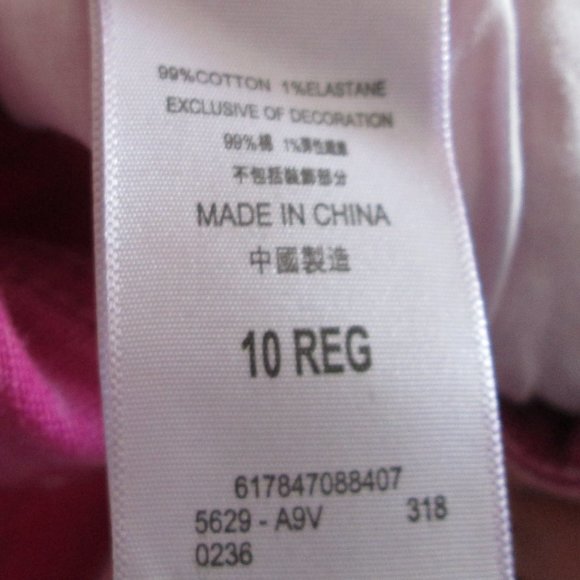 99%COTTON 1%ELASTANE
EXCLUSIVE OF DECORATION
99%棉 1%彈性纖維
不包括裝飾部分
MADE IN CHINA
中國製造
10 REG
617847088407
5629 - A9V 318
0236